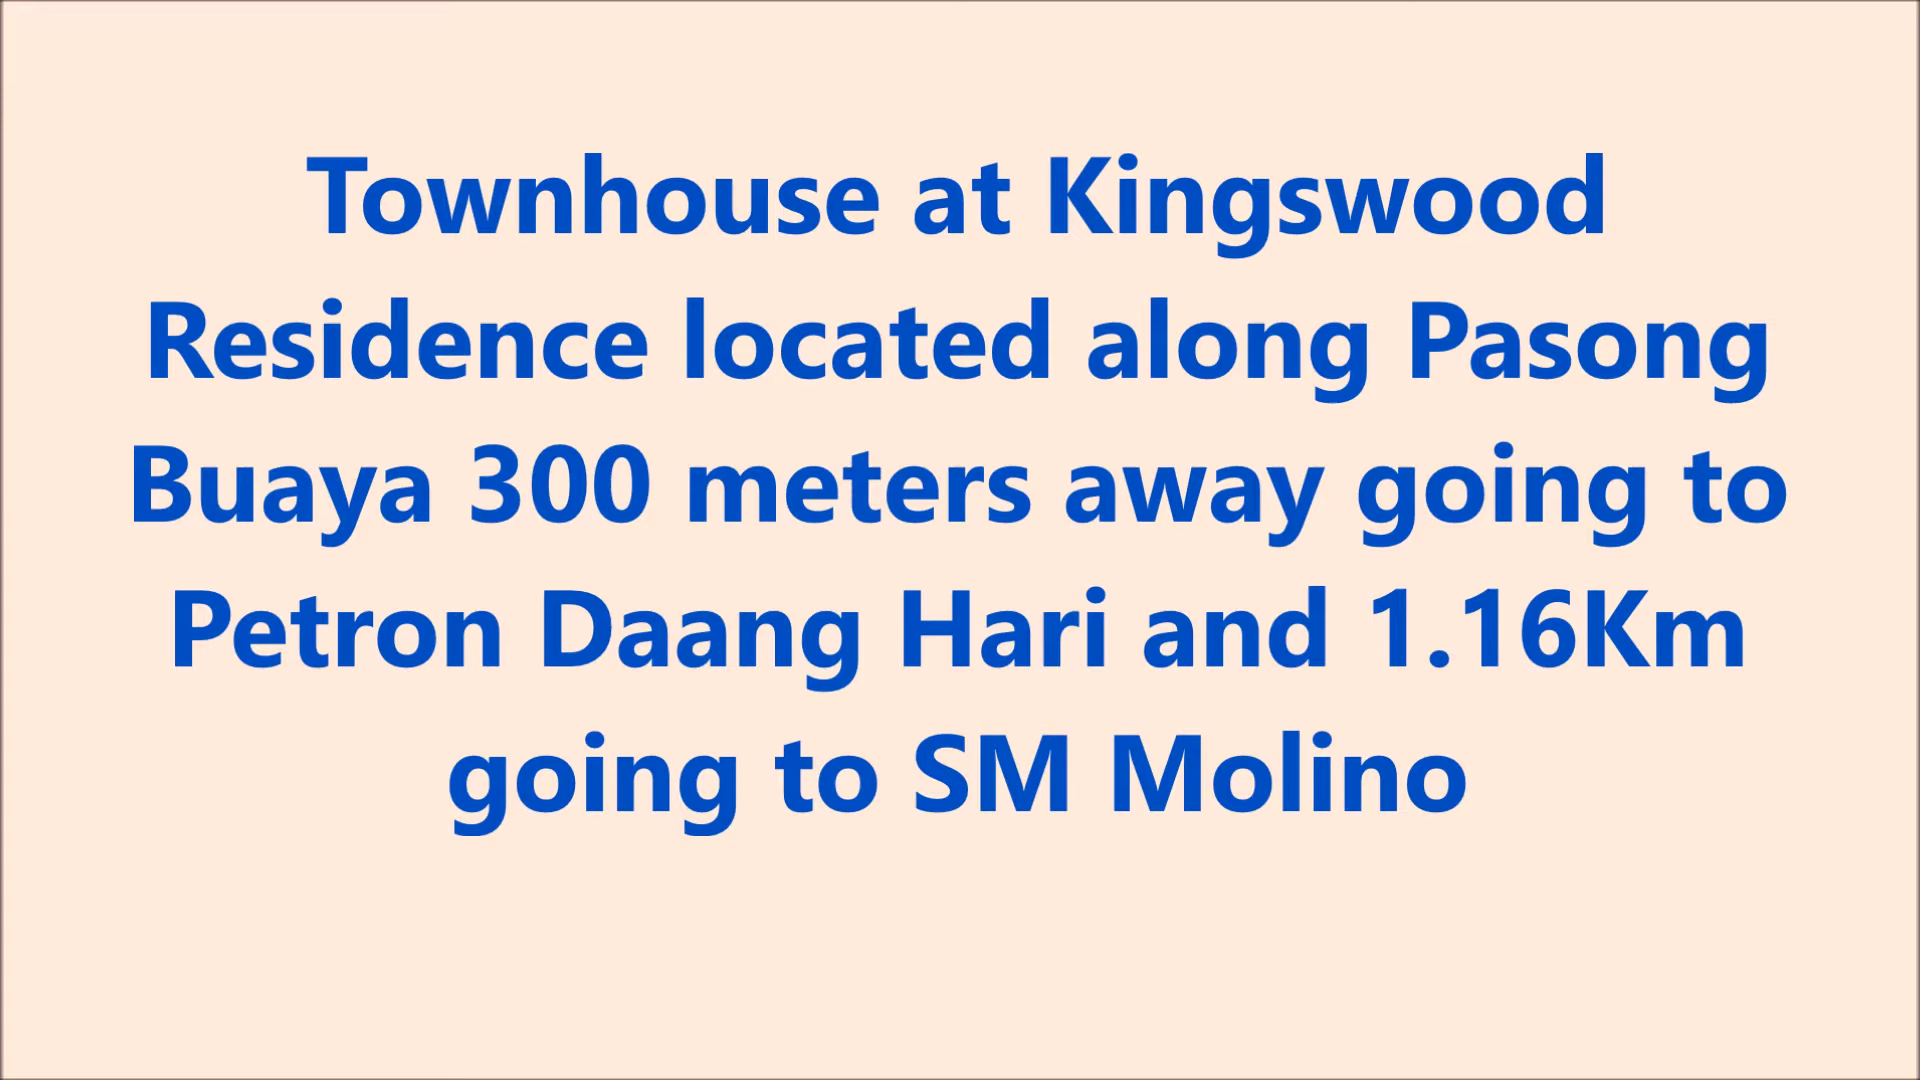 Townhouse at Kingswood
Residence located along Pasong
Buaya 300 meters away going to
Petron Daang Hari and 1.16Km
going to SM Molino